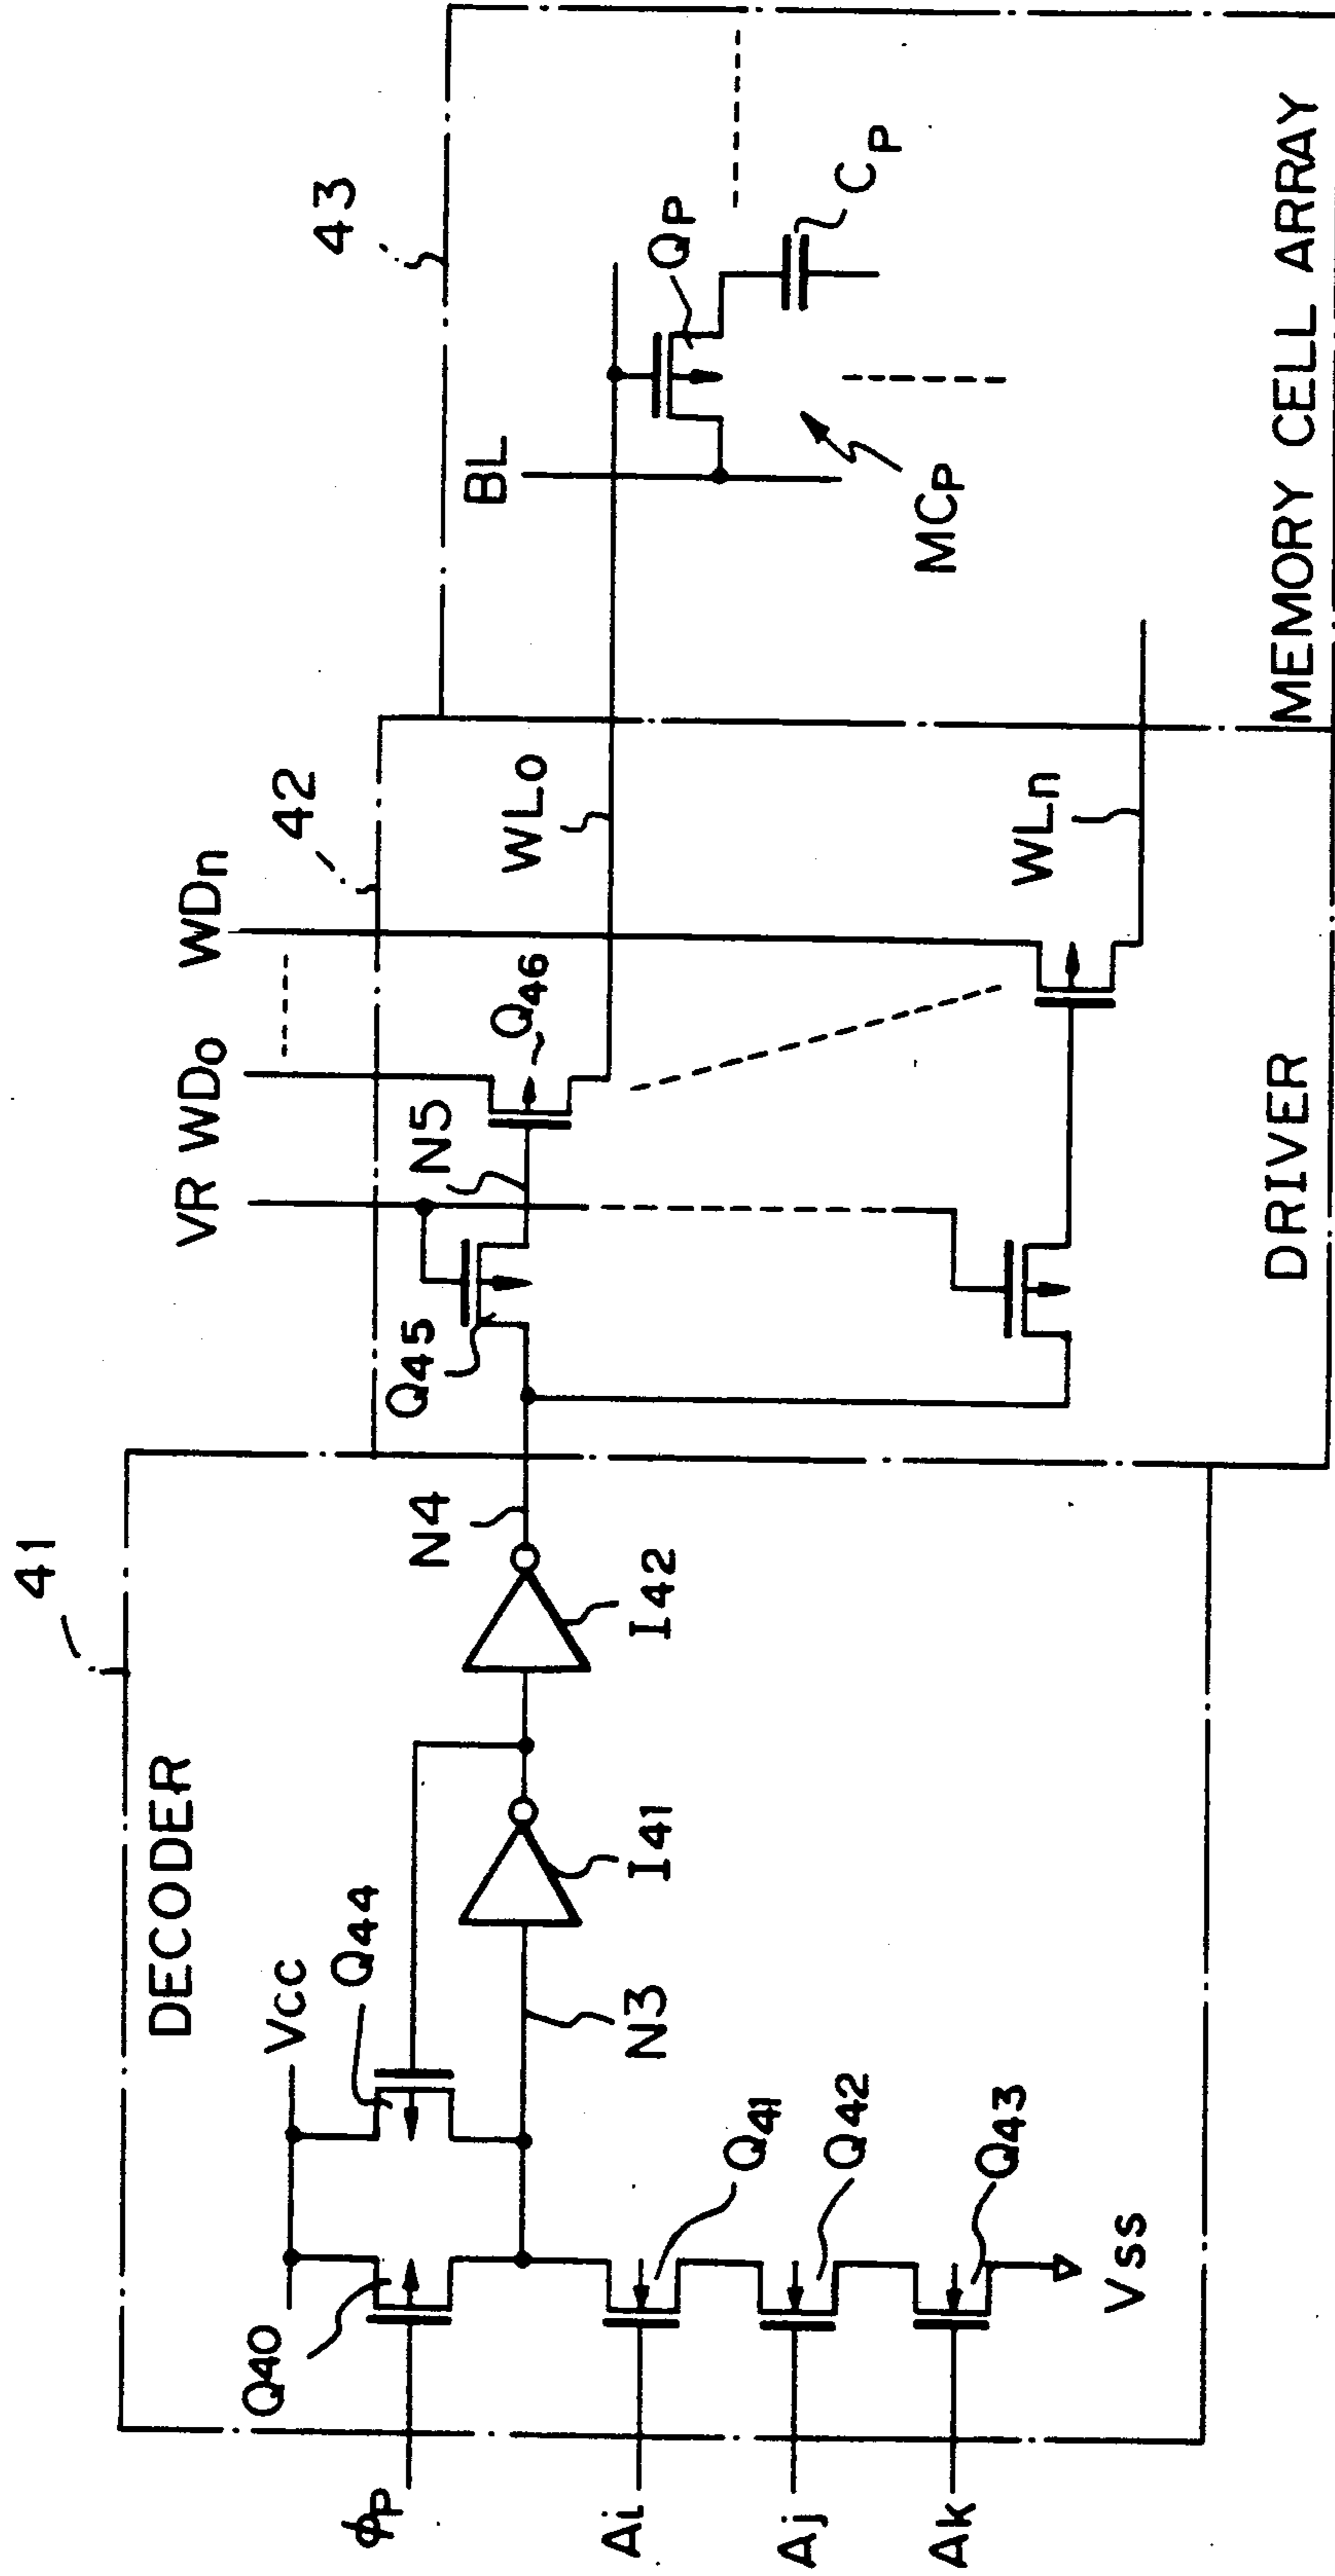 41
DECODER
Vcc
Q40
Q44
φP
Ai
Aj
Ak
Q41
Q42
Q43
Vss
N3
I41
I42
N4
42
VR WD0 WDn
Q45
N5
Q46
WL0
WLn
DRIVER
43
BL
QP
CP
MCP
MEMORY CELL ARRAY